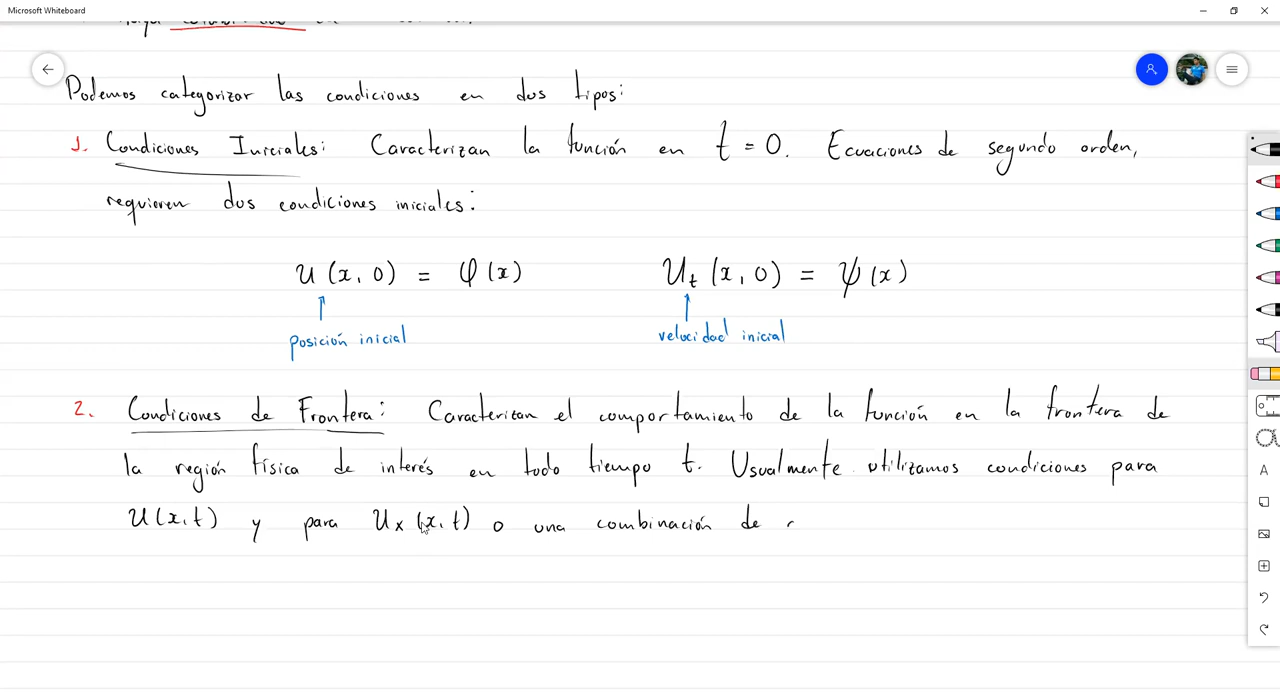 Microsoft Whiteboard
Podemos categorizar las condiciones en dos tipos:
1. Condiciones Iniciales: Caracterizan la función en t = 0. Ecuaciones de segundo orden,
requieren dos condiciones iniciales:
u(x,0) = φ(x) u_t(x,0) = ψ(x)
posición inicial velocidad inicial
2. Condiciones de Frontera: Caracterizan el comportamiento de la función en la frontera de
la región física de interés en todo tiempo t. Usualmente utilizamos condiciones para
u(x,t) y para u_x(x,t) o una combinación de